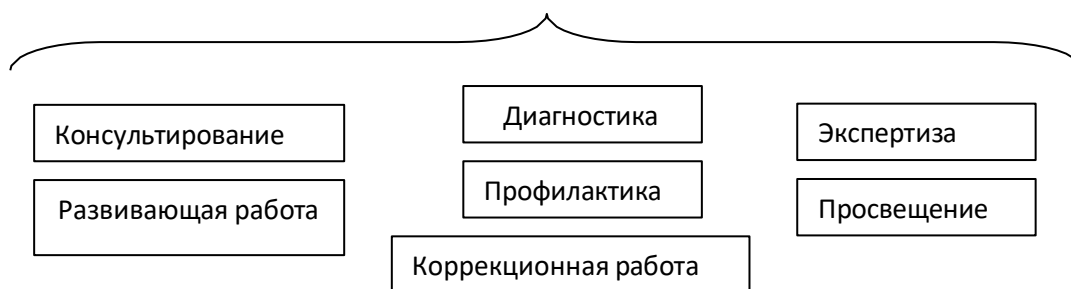 Диагностика
Консультирование
Экспертиза
Профилактика
Развивающая работа
Просвещение
Коррекционная работа